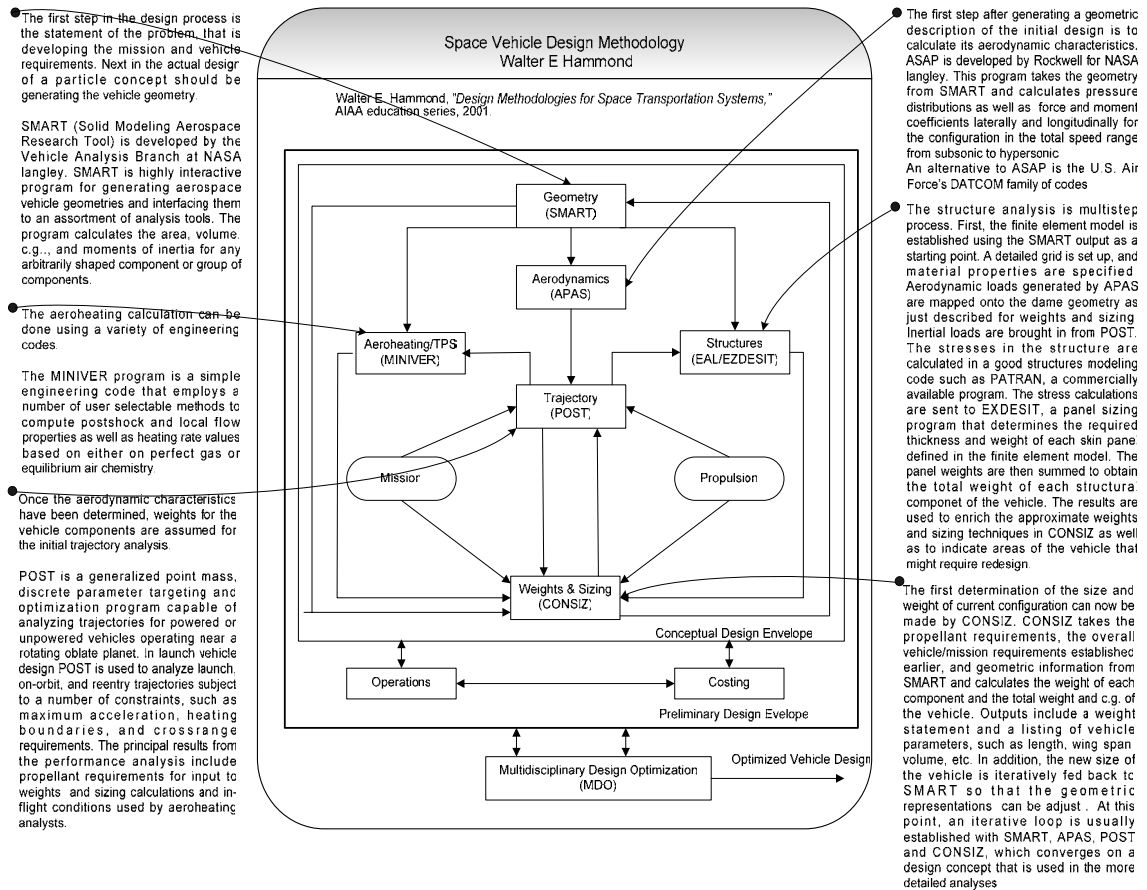 The first step in the design process is
the statement of the problem, that is
developing the mission and vehicle
requirements. Next in the actual design
of a particle concept should be
generating the vehicle geometry.
SMART (Solid Modeling Aerospace
Research Tool) is developed by the
Vehicle Analysis Branch at NASA
langley. SMART is highly interactive
program for generating aerospace
vehicle geometries and interfacing them
to an assortment of analysis tools. The
program calculates the area, volume.
c.g.., and moments of inertia for any
arbitrarily shaped component or group of
components.
The aeroheating calculation can be
done using a variety of engineering
codes.
The MINIVER program is a simple
engineering code that employs a
number of user selectable methods to
compute postshock and local flow
properties as well as heating rate values
based on either on perfect gas or
equilibrium air chemistry.
Once the aerodynamic characteristics
have been determined, weights for the
vehicle components are assumed for
the initial trajectory analysis.
POST is a generalized point mass,
discrete parameter targeting and
optimization program capable of
analyzing trajectories for powered or
unpowered vehicles operating near a
rotating oblate planet. In launch vehicle
design POST is used to analyze launch,
on-orbit, and reentry trajectories subject
to a number of constraints, such as
maximum acceleration, heating
boundaries, and crossrange
requirements. The principal results from
the performance analysis include
propellant requirements for input to
weights and sizing calculations and in-
flight conditions used by aeroheating
analysts.
Space Vehicle Design Methodology
Walter E Hammond
Walter E. Hammond, "Design Methodologies for Space Transportation Systems,"
AIAA education series, 2001.
Geometry
(SMART)
Aerodynamics
(APAS)
Aeroheating/TPS
(MINIVER)
Structures
(EAL/EZDESIT)
Trajectory
(POST)
Mission
Propulsion
Weights & Sizing
(CONSIZ)
Conceptual Design Envelope
Operations
Costing
Preliminary Design Evelope
Multidisciplinary Design Optimization
(MDO)
Optimized Vehicle Design
The first step after generating a geometric
description of the initial design is to
calculate its aerodynamic characteristics.
ASAP is developed by Rockwell for NASA
langley. This program takes the geometry
from SMART and calculates pressure
distributions as well as force and moment
coefficients laterally and longitudinally for
the configuration in the total speed range
from subsonic to hypersonic
An alternative to ASAP is the U.S. Air
Force's DATCOM family of codes
The structure analysis is multistep
process. First, the finite element model is
established using the SMART output as a
starting point. A detailed grid is set up, and
material properties are specified.
Aerodynamic loads generated by APAS
are mapped onto the dame geometry as
just described for weights and sizing.
Inertial loads are brought in from POST.
The stresses in the structure are
calculated in a good structures modeling
code such as PATRAN, a commercially
available program. The stress calculations
are sent to EXDESIT, a panel sizing
program that determines the required
thickness and weight of each skin panel
defined in the finite element model. The
panel weights are then summed to obtain
the total weight of each structural
componet of the vehicle. The results are
used to enrich the approximate weights
and sizing techniques in CONSIZ as well
as to indicate areas of the vehicle that
might require redesign.
The first determination of the size and
weight of current configuration can now be
made by CONSIZ. CONSIZ takes the
propellant requirements, the overall
vehicle/mission requirements established
earlier, and geometric information from
SMART and calculates the weight of each
component and the total weight and c.g. of
the vehicle. Outputs include a weight
statement and a listing of vehicle
parameters, such as length, wing span
volume, etc. In addition, the new size of
the vehicle is iteratively fed back to
SMART so that the geometric
representations can be adjust . At this
point, an iterative loop is usually
established with SMART, APAS, POST
and CONSIZ, which converges on a
design concept that is used in the more
detailed analyses